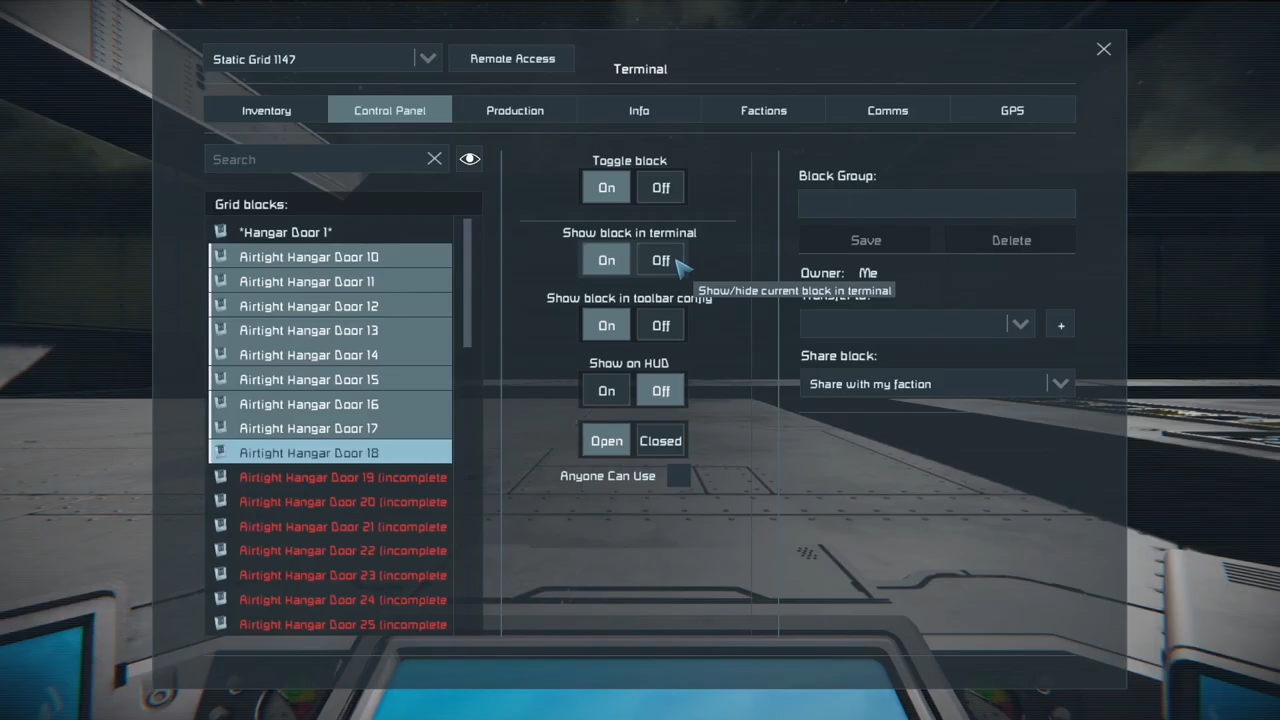 Static Grid 1147
Remote Access
Terminal
Inventory
Control Panel
Production
Info
Factions
Comms
GPS
Search
Grid blocks:
*Hangar Door 1*
Airtight Hangar Door 10
Airtight Hangar Door 11
Airtight Hangar Door 12
Airtight Hangar Door 13
Airtight Hangar Door 14
Airtight Hangar Door 15
Airtight Hangar Door 16
Airtight Hangar Door 17
Airtight Hangar Door 18
Airtight Hangar Door 19 (incomplete
Airtight Hangar Door 20 (incomplete
Airtight Hangar Door 21 (incomplete
Airtight Hangar Door 22 (incomplete
Airtight Hangar Door 23 (incomplete
Airtight Hangar Door 24 (incomplete
Airtight Hangar Door 25 (incomplete
Toggle block
On Off
Show block in terminal
On Off
Show/hide current block in terminal
Show block in toolbar config
On Off
Show on HUD
On Off
Open Closed
Anyone Can Use
Block Group:
Save Delete
Owner: Me
+
Share block:
Share with my faction